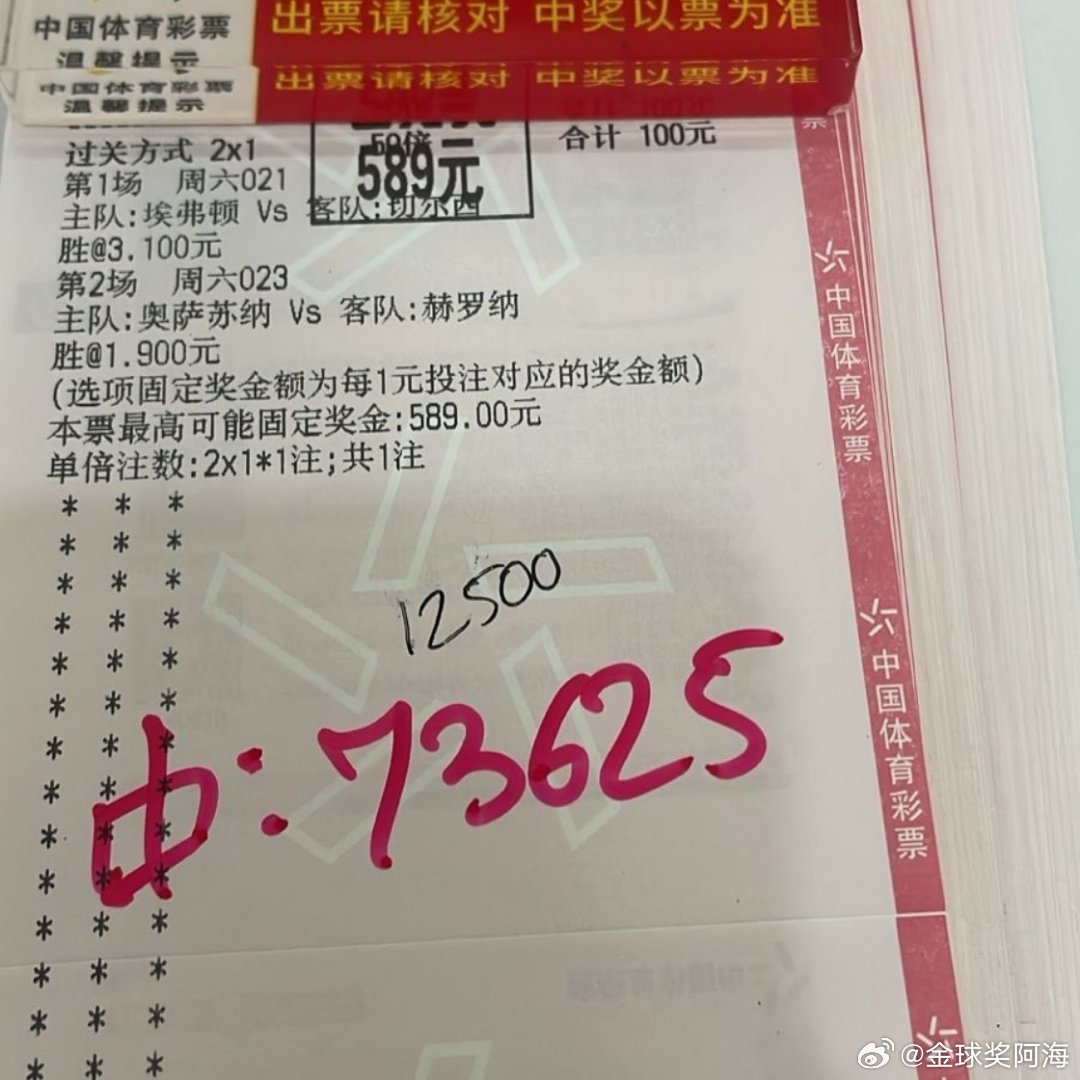 中国体育彩票
温馨提示
出票请核对 中奖以票为准
中国体育彩票
温馨提示
出票请核对 中奖以票为准
50倍
合计 100元
589元
过关方式 2x1
第1场 周六021
主队:埃弗顿 Vs 客队:切尔西
胜@3.100元
第2场 周六023
主队:奥萨苏纳 Vs 客队:赫罗纳
胜@1.900元
(选项固定奖金额为每1元投注对应的奖金额)
本票最高可能固定奖金:589.00元
单倍注数:2x1*1注;共1注
* * *
* * *
* * *
* * *
* * *
* * *
* * *
* * *
* * *
* * *
* * *
* * *
* * *
* * *
12500
中:73625
票
中国体育彩票
中国体育彩票
@金球奖阿海